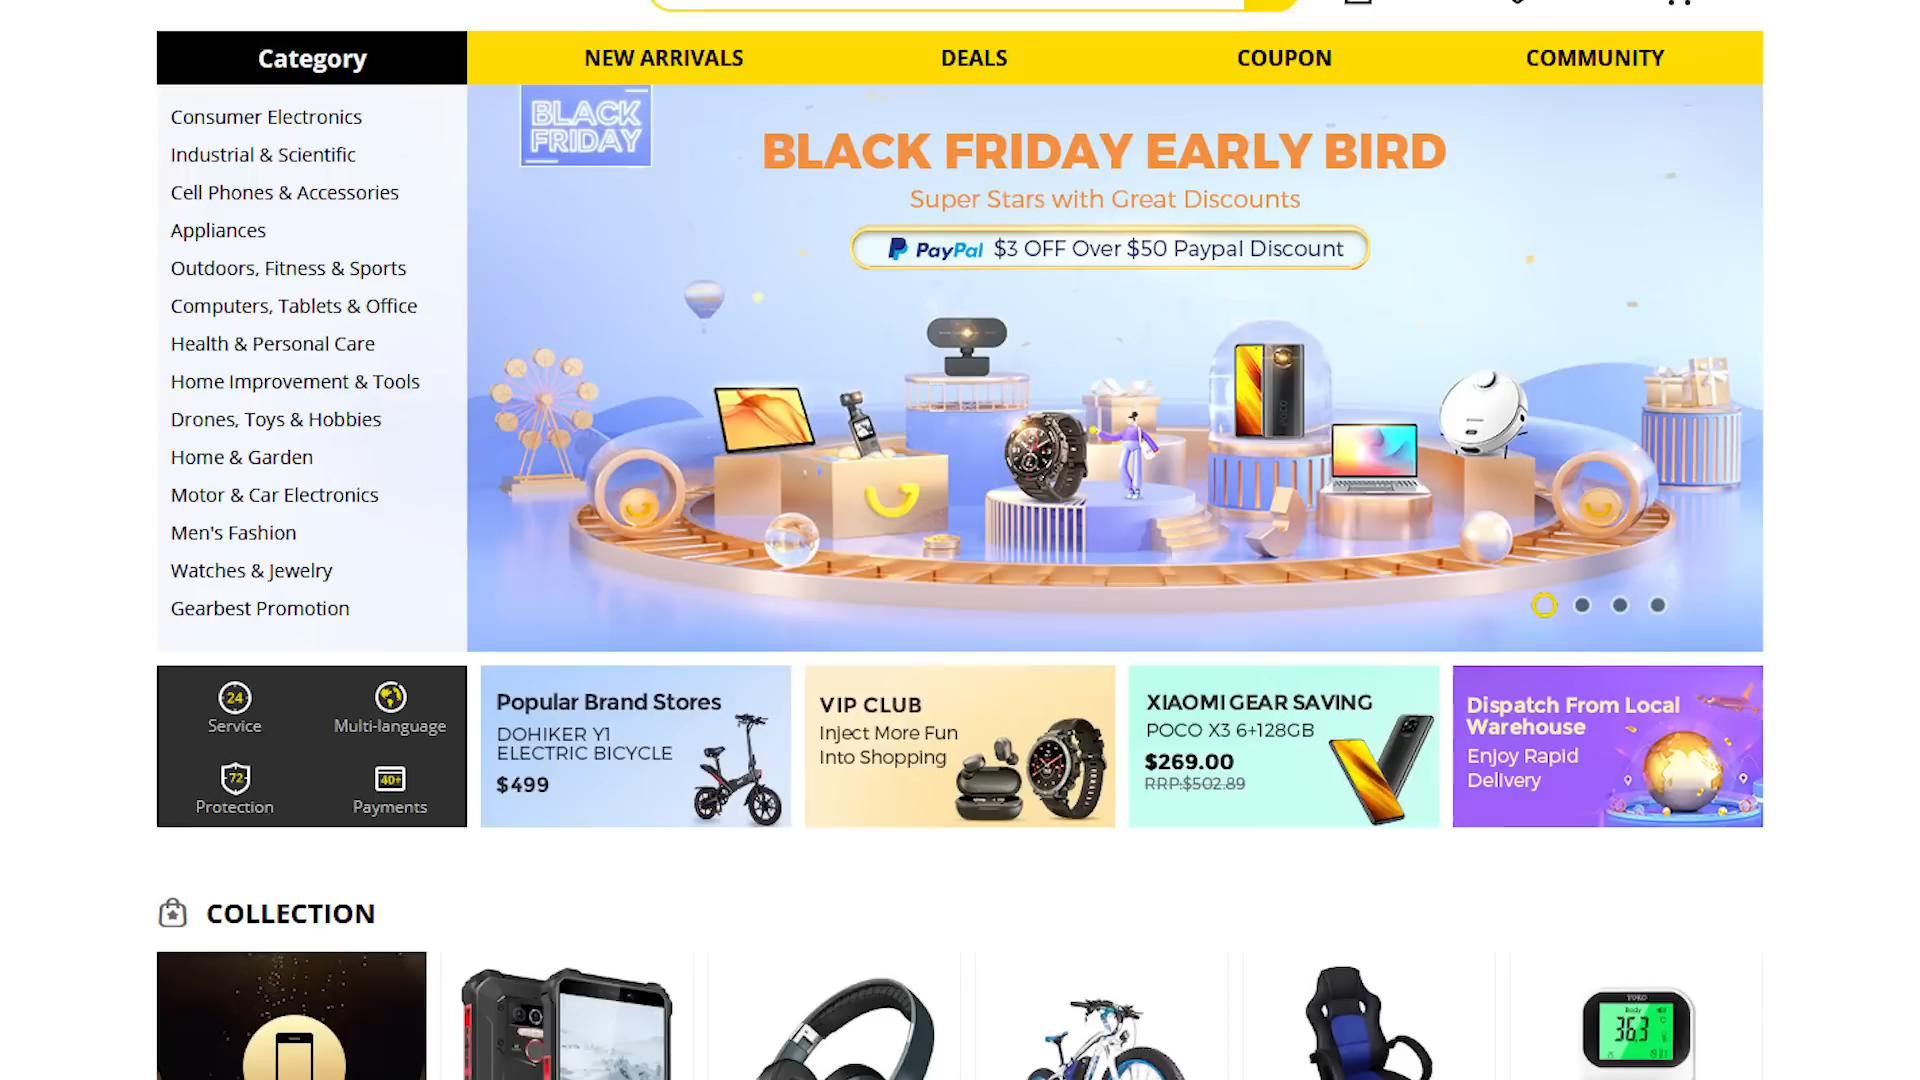 Category
NEW ARRIVALS
DEALS
COUPON
COMMUNITY
Consumer Electronics
Industrial & Scientific
Cell Phones & Accessories
Appliances
Outdoors, Fitness & Sports
Computers, Tablets & Office
Health & Personal Care
Home Improvement & Tools
Drones, Toys & Hobbies
Home & Garden
Motor & Car Electronics
Men's Fashion
Watches & Jewelry
Gearbest Promotion
BLACK
FRIDAY
BLACK FRIDAY EARLY BIRD
Super Stars with Great Discounts
PayPal $3 OFF Over $50 Paypal Discount
POCO
24
Service
Multi-language
72
Protection
40+
Payments
Popular Brand Stores
DOHIKER Y1
ELECTRIC BICYCLE
$499
VIP CLUB
Inject More Fun
Into Shopping
XIAOMI GEAR SAVING
POCO X3 6+128GB
$269.00
RRP:$502.89
Dispatch From Local
Warehouse
Enjoy Rapid
Delivery
COLLECTION
Body
36.3